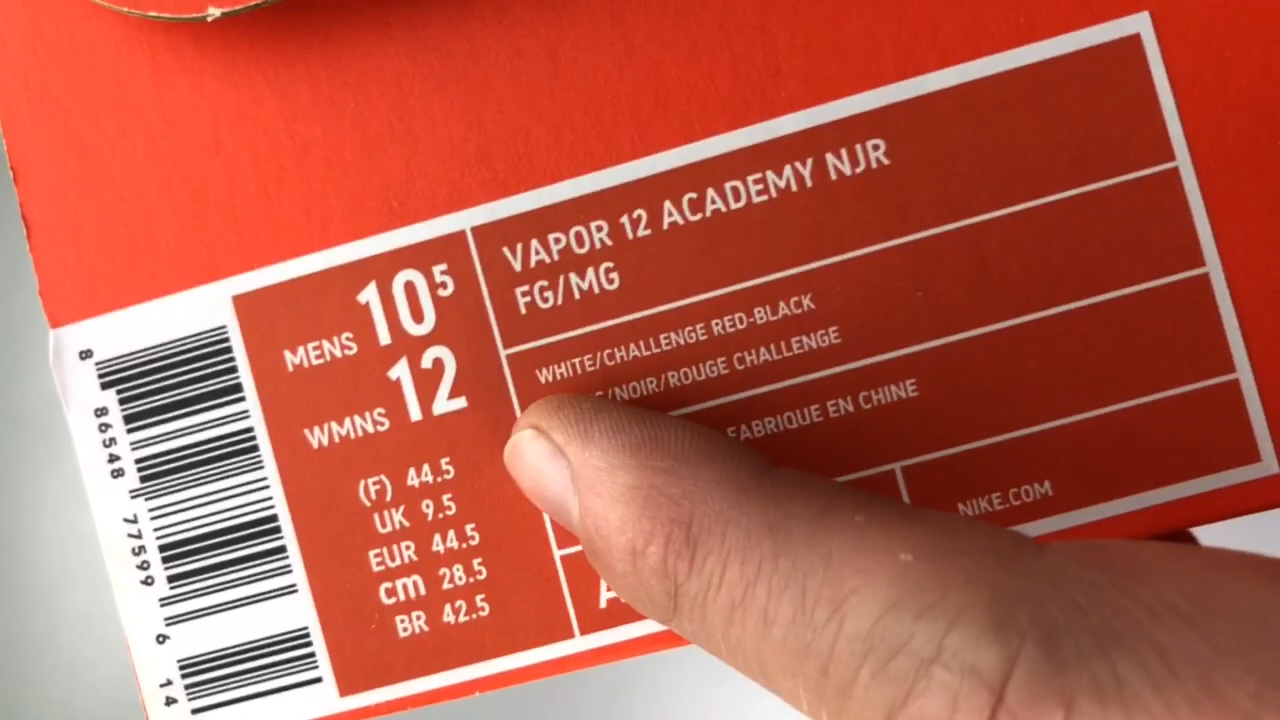 8 86548 77599 6 14
MENS 10⁵
WMNS 12
(F) 44.5
UK 9.5
EUR 44.5
cm 28.5
BR 42.5
VAPOR 12 ACADEMY NJR
FG/MG
WHITE/CHALLENGE RED-BLACK
/NOIR/ROUGE CHALLENGE
FABRIQUE EN CHINE
NIKE.COM